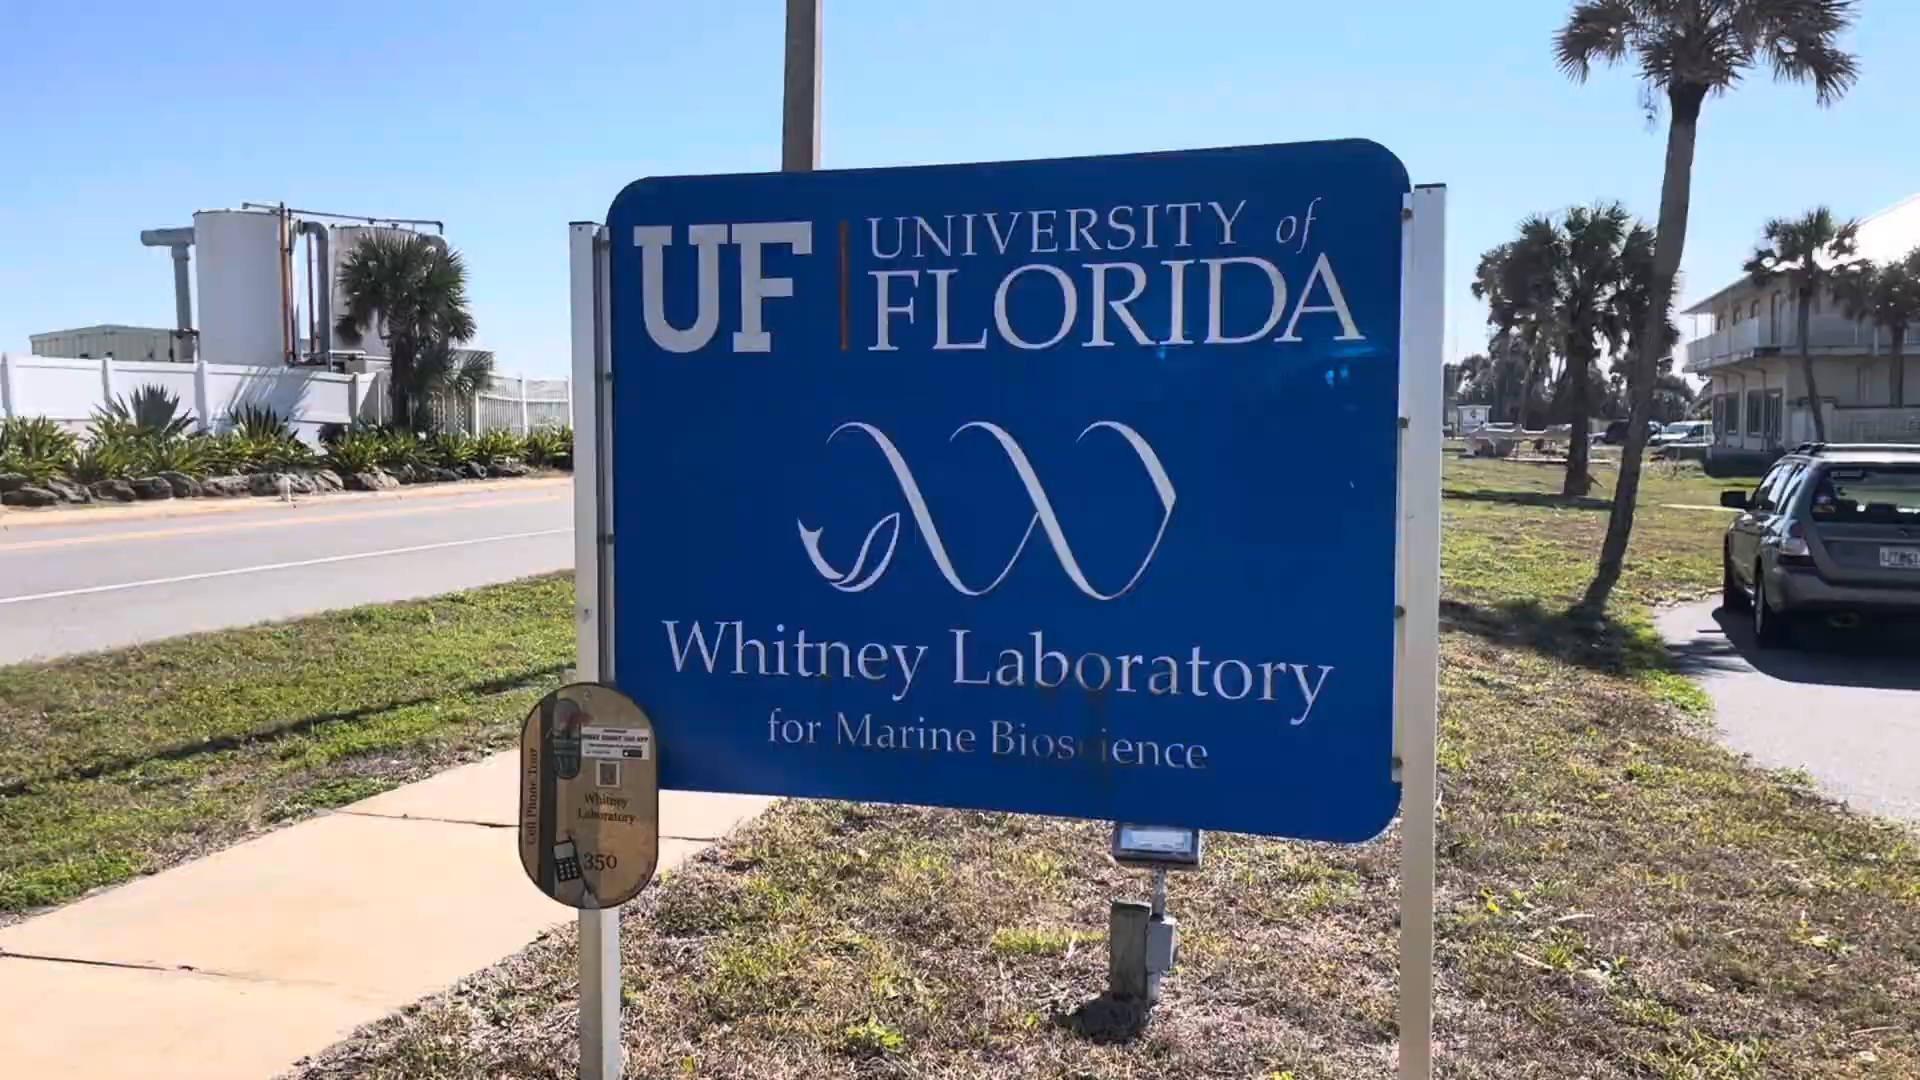 UF
UNIVERSITY of
FLORIDA
Whitney Laboratory
for Marine Bioscience
Cell Phone Tour
Whitney
Laboratory
350